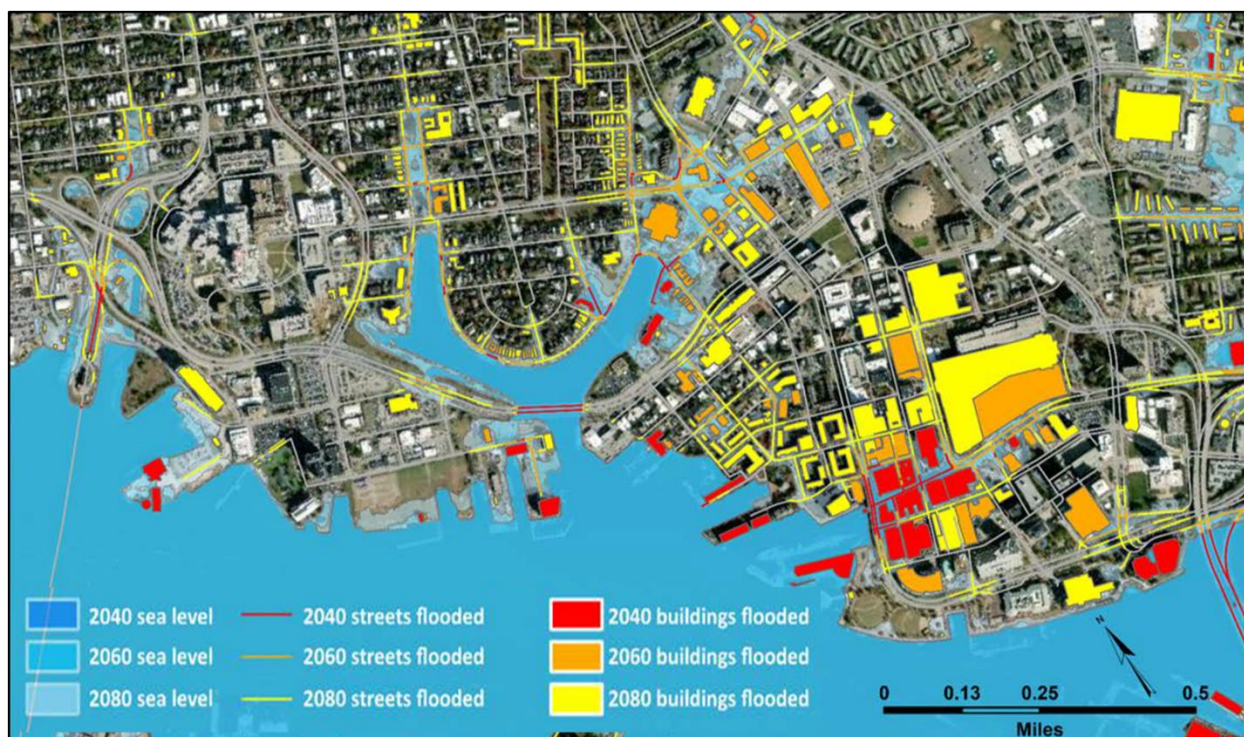 2040 sea level
2040 streets flooded
2040 buildings flooded
2060 sea level
2060 streets flooded
2060 buildings flooded
2080 sea level
2080 streets flooded
2080 buildings flooded
N
0 0.13 0.25 0.5
Miles